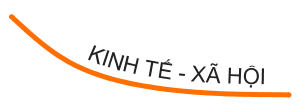 KINH TẾ - XÃ HỘI